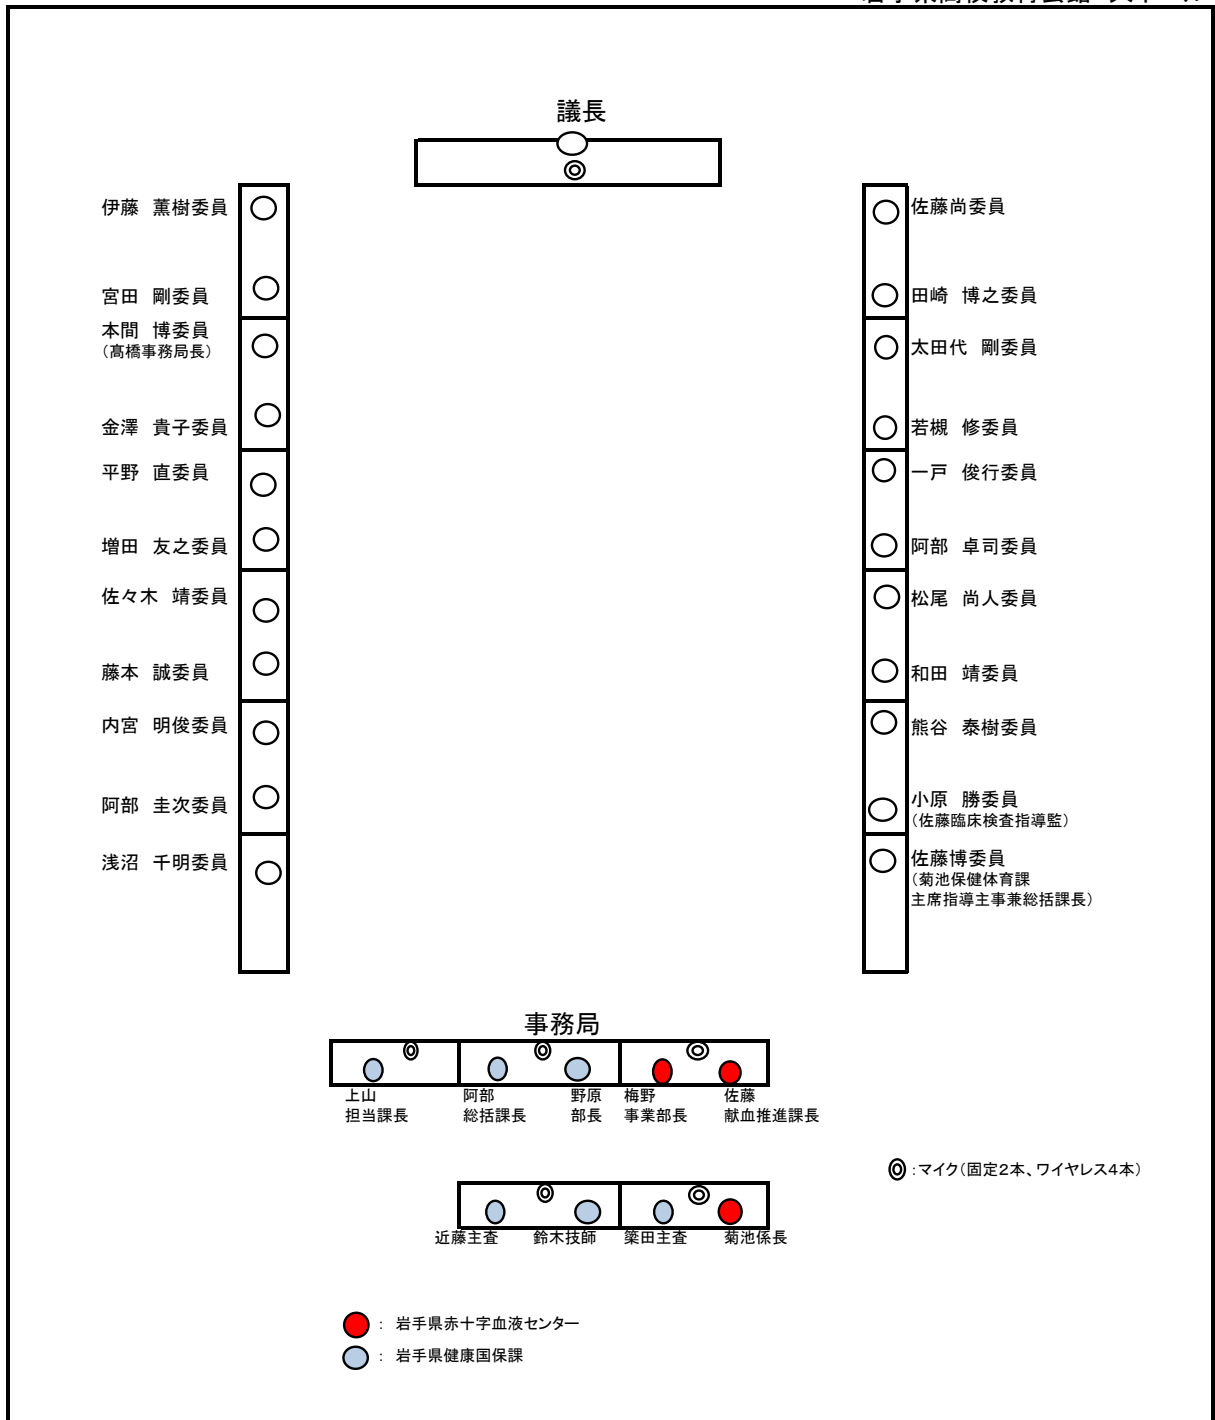 議長
伊藤　薫樹委員
宮田　剛委員
本間　博委員
（髙橋事務局長）
金澤　貴子委員
平野　直委員
増田　友之委員
佐々木　靖委員
藤本　誠委員
内宮　明俊委員
阿部　圭次委員
浅沼　千明委員
佐藤尚委員
田崎　博之委員
太田代　剛委員
若槻　修委員
一戸　俊行委員
阿部　卓司委員
松尾　尚人委員
和田　靖委員
熊谷　泰樹委員
小原　勝委員
（佐藤臨床検査指導監）
佐藤博委員
（菊池保健体育課
主席指導主事兼総括課長）
事務局
上山
担当課長
阿部
総括課長
野原
部長
梅野
事業部長
佐藤
献血推進課長
：マイク（固定2本、ワイヤレス4本）
近藤主査
鈴木技師
簗田主査
菊池係長
：　岩手県赤十字血液センター
：　岩手県健康国保課